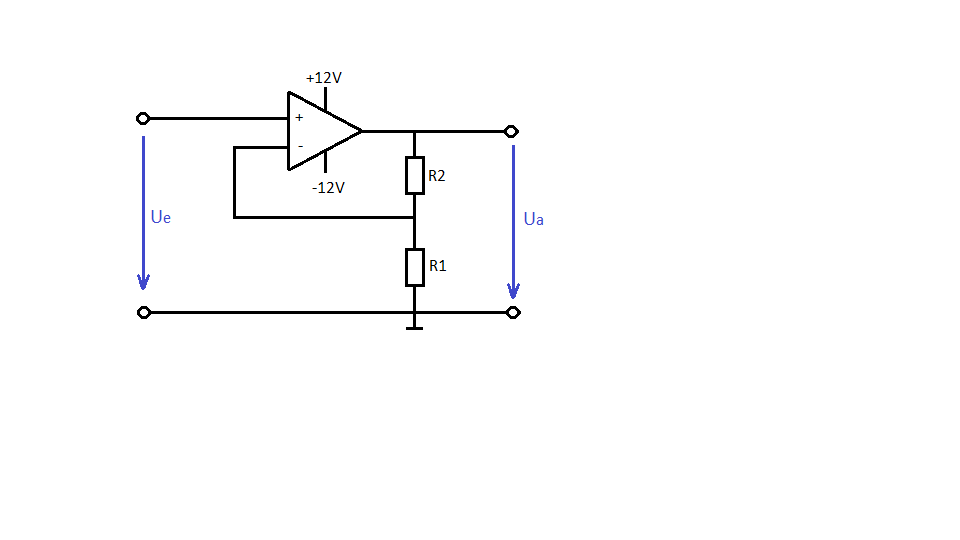 +12V
+
-
-12V
R2
Ue
Ua
R1